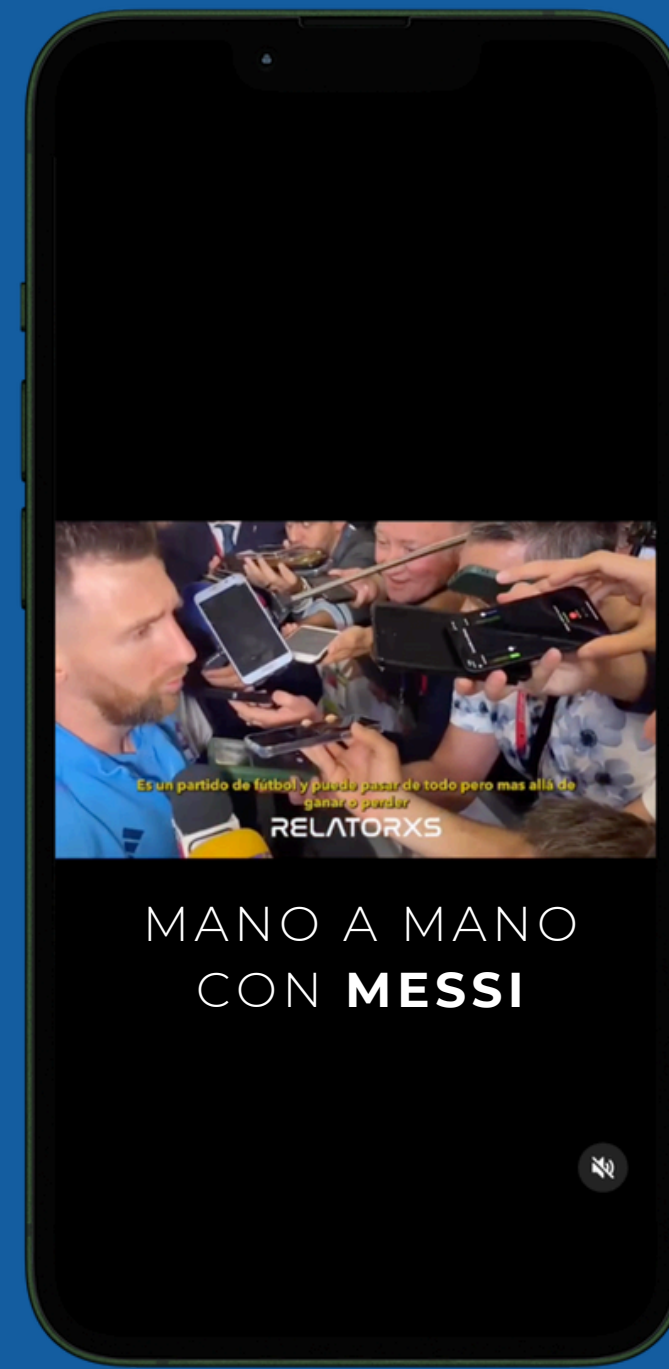 Es un partido de fútbol y puede pasar de todo pero mas allá de
ganar o perder
RELATORXS
MANO A MANO
CON MESSI